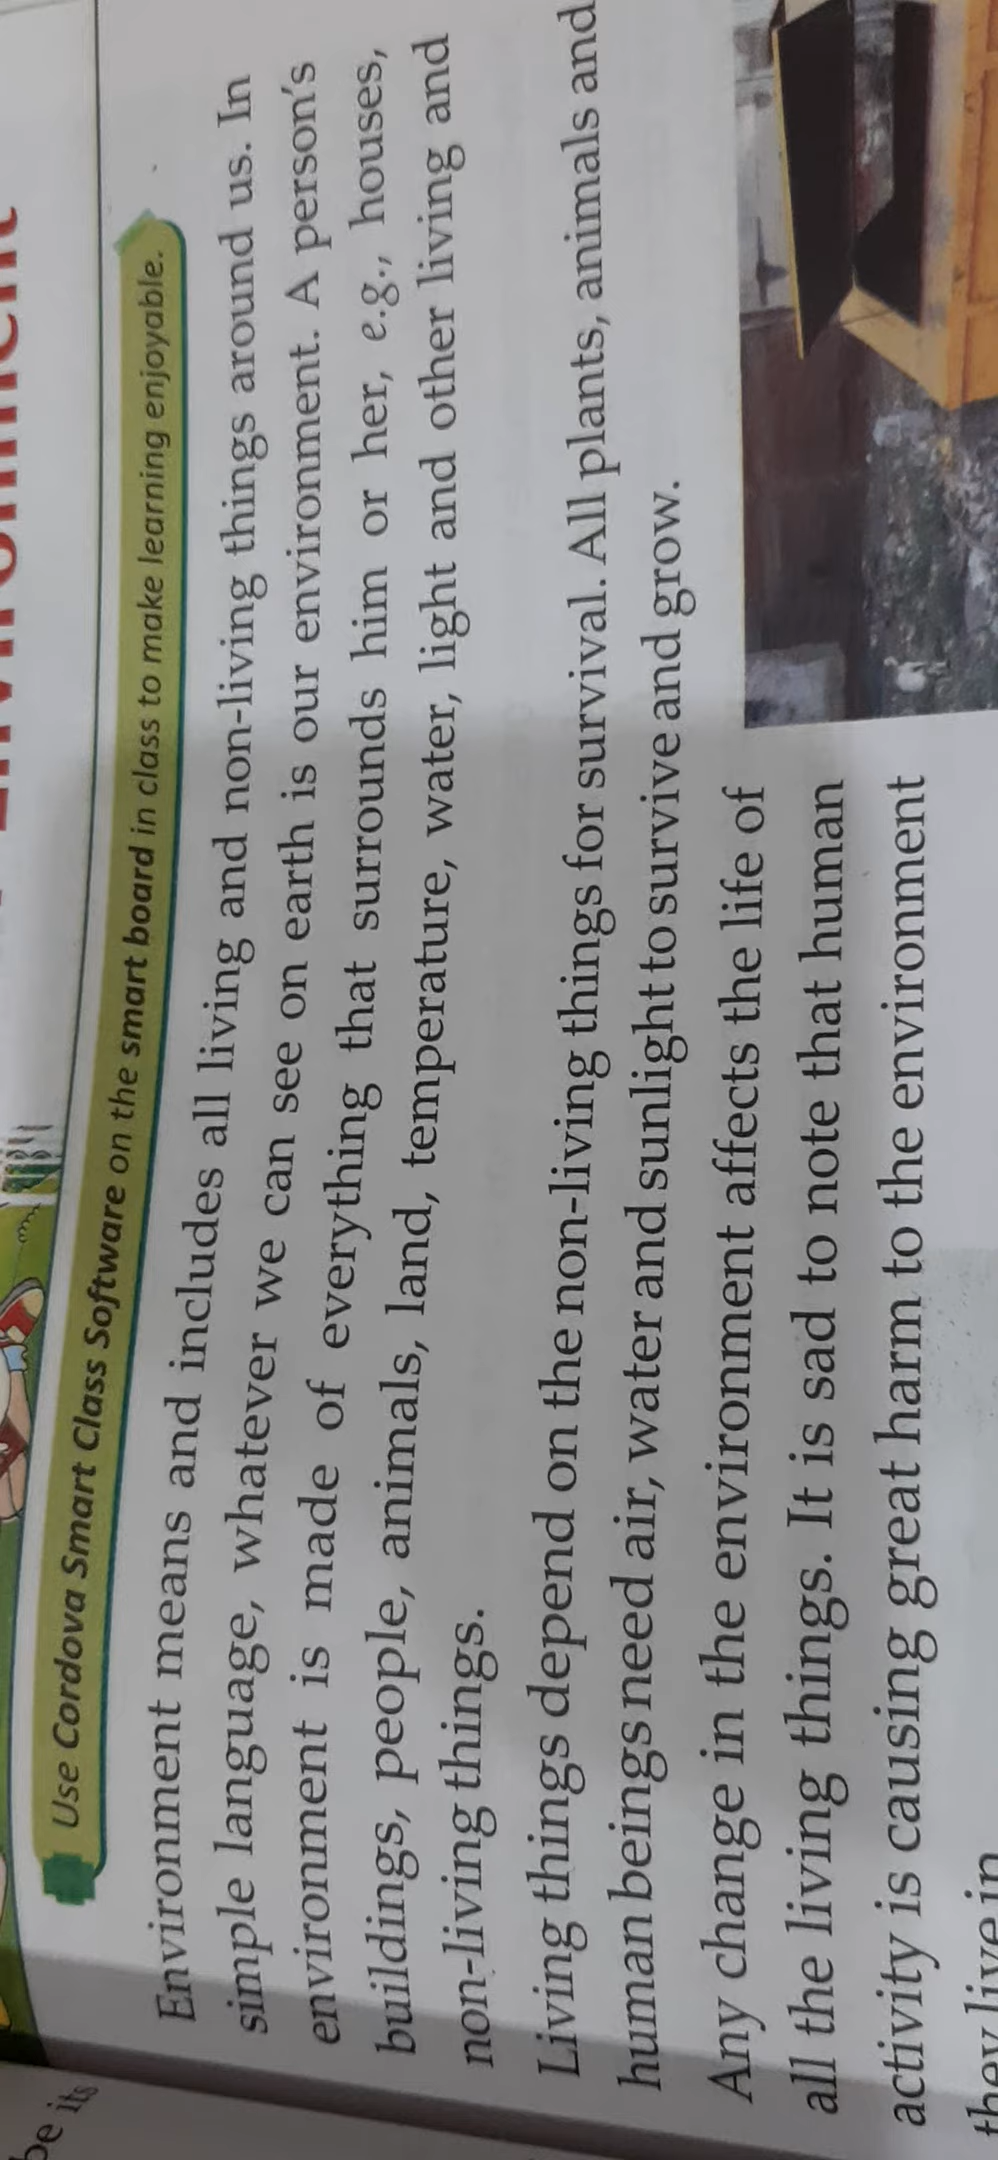 Use Cordova Smart Class Software on the smart board in class to make learning enjoyable.
Environment means and includes all living and non-living things around us. In
simple language, whatever we can see on earth is our environment. A person's
environment is made of everything that surrounds him or her, e.g., houses,
buildings, people, animals, land, temperature, water, light and other living and
non-living things.
Living things depend on the non-living things for survival. All plants, animals and
human beings need air, water and sunlight to survive and grow.
Any change in the environment affects the life of
all the living things. It is sad to note that human
activity is causing great harm to the environment
they live in
be its